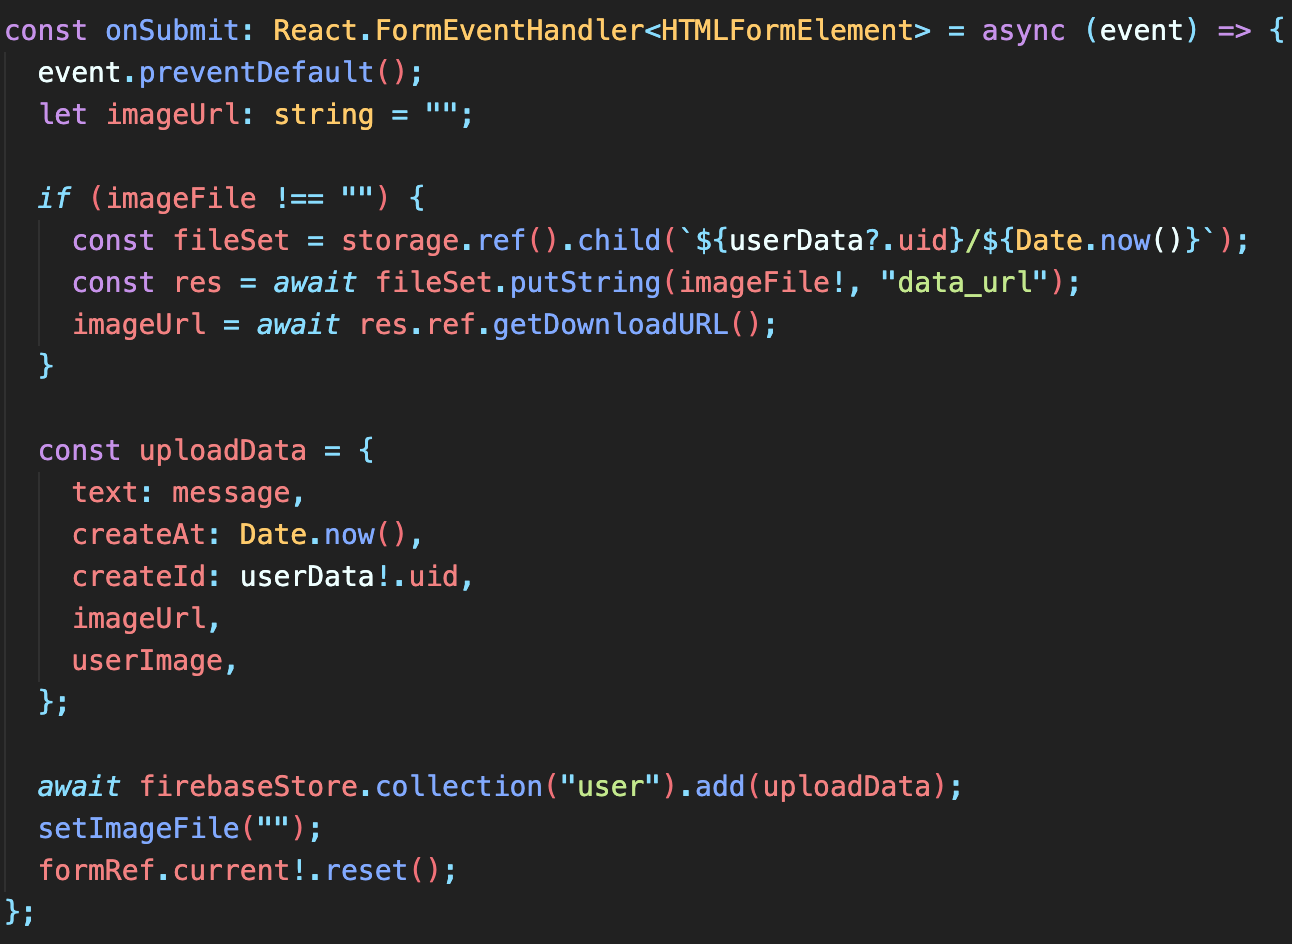 const onSubmit: React.FormEventHandler<HTMLFormElement> = async (event) => {
  event.preventDefault();
  let imageUrl: string = "";

  if (imageFile !== "") {
    const fileSet = storage.ref().child(`${userData?.uid}/${Date.now()}`);
    const res = await fileSet.putString(imageFile!, "data_url");
    imageUrl = await res.ref.getDownloadURL();
  }

  const uploadData = {
    text: message,
    createAt: Date.now(),
    createId: userData!.uid,
    imageUrl,
    userImage,
  };

  await firebaseStore.collection("user").add(uploadData);
  setImageFile("");
  formRef.current!.reset();
};